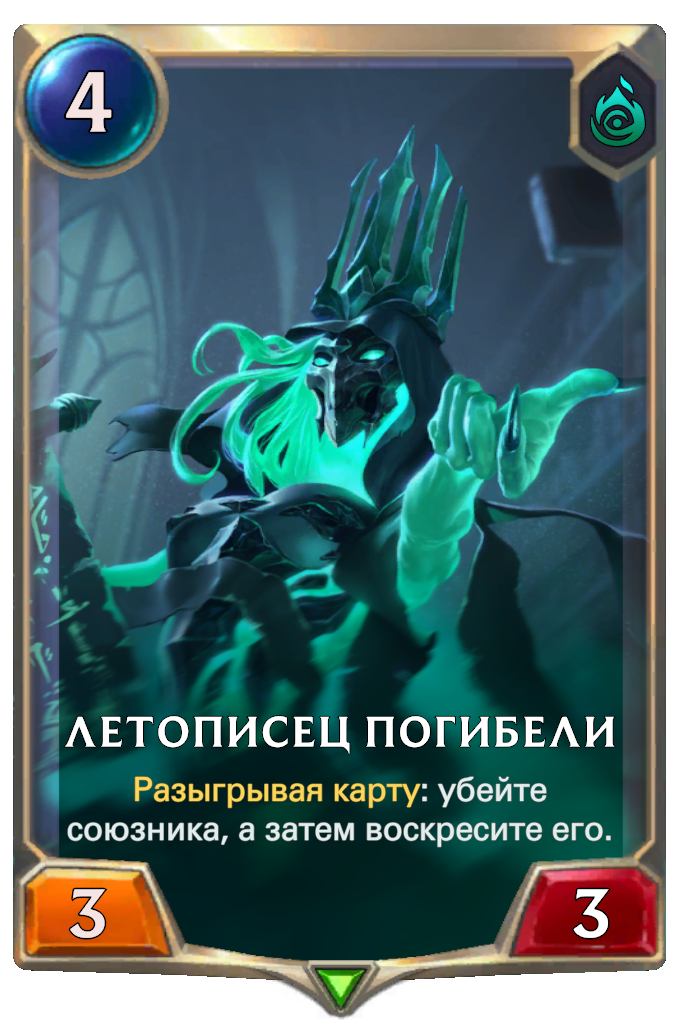 4
ЛЕТОПИСЕЦ ПОГИБЕЛИ
Разыгрывая карту: убейте
союзника, а затем воскресите его.
3
3